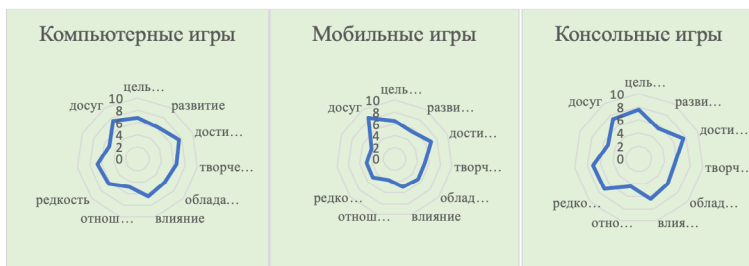 Компьютерные игры
цель…
развитие
дости…
творче…
облада…
влияние
отнош…
редкость
досуг
10
8
6
4
2
0
Мобильные игры
цель…
разви…
дости…
творч…
облад…
влияние
отнош…
редко…
досуг
10
8
6
4
2
0
Консольные игры
цель…
разви…
дости…
творч…
облад…
влия…
отно…
редко…
досуг
10
8
6
4
2
0